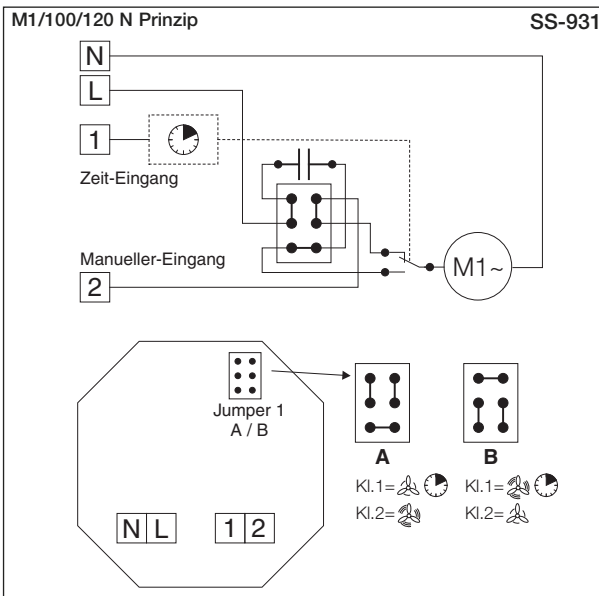 M1/100/120 N Prinzip
SS-931
N
L
1
Zeit-Eingang
Manueller-Eingang
2
M1~
Jumper 1
A / B
A
B
Kl.1=
Kl.1=
Kl.2=
Kl.2=
N L
1 2